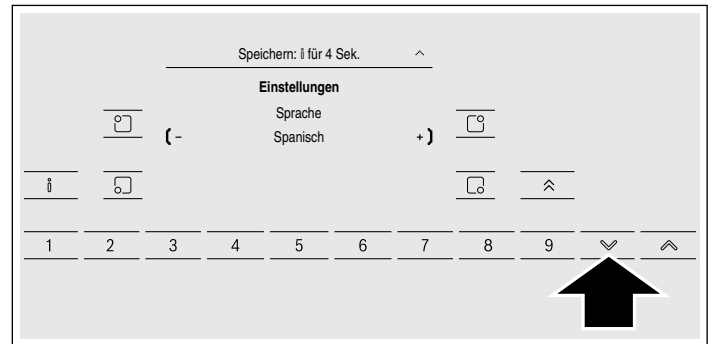 Speichern: i für 4 Sek.
Einstellungen
Sprache
- Spanisch +
i
1 2 3 4 5 6 7 8 9